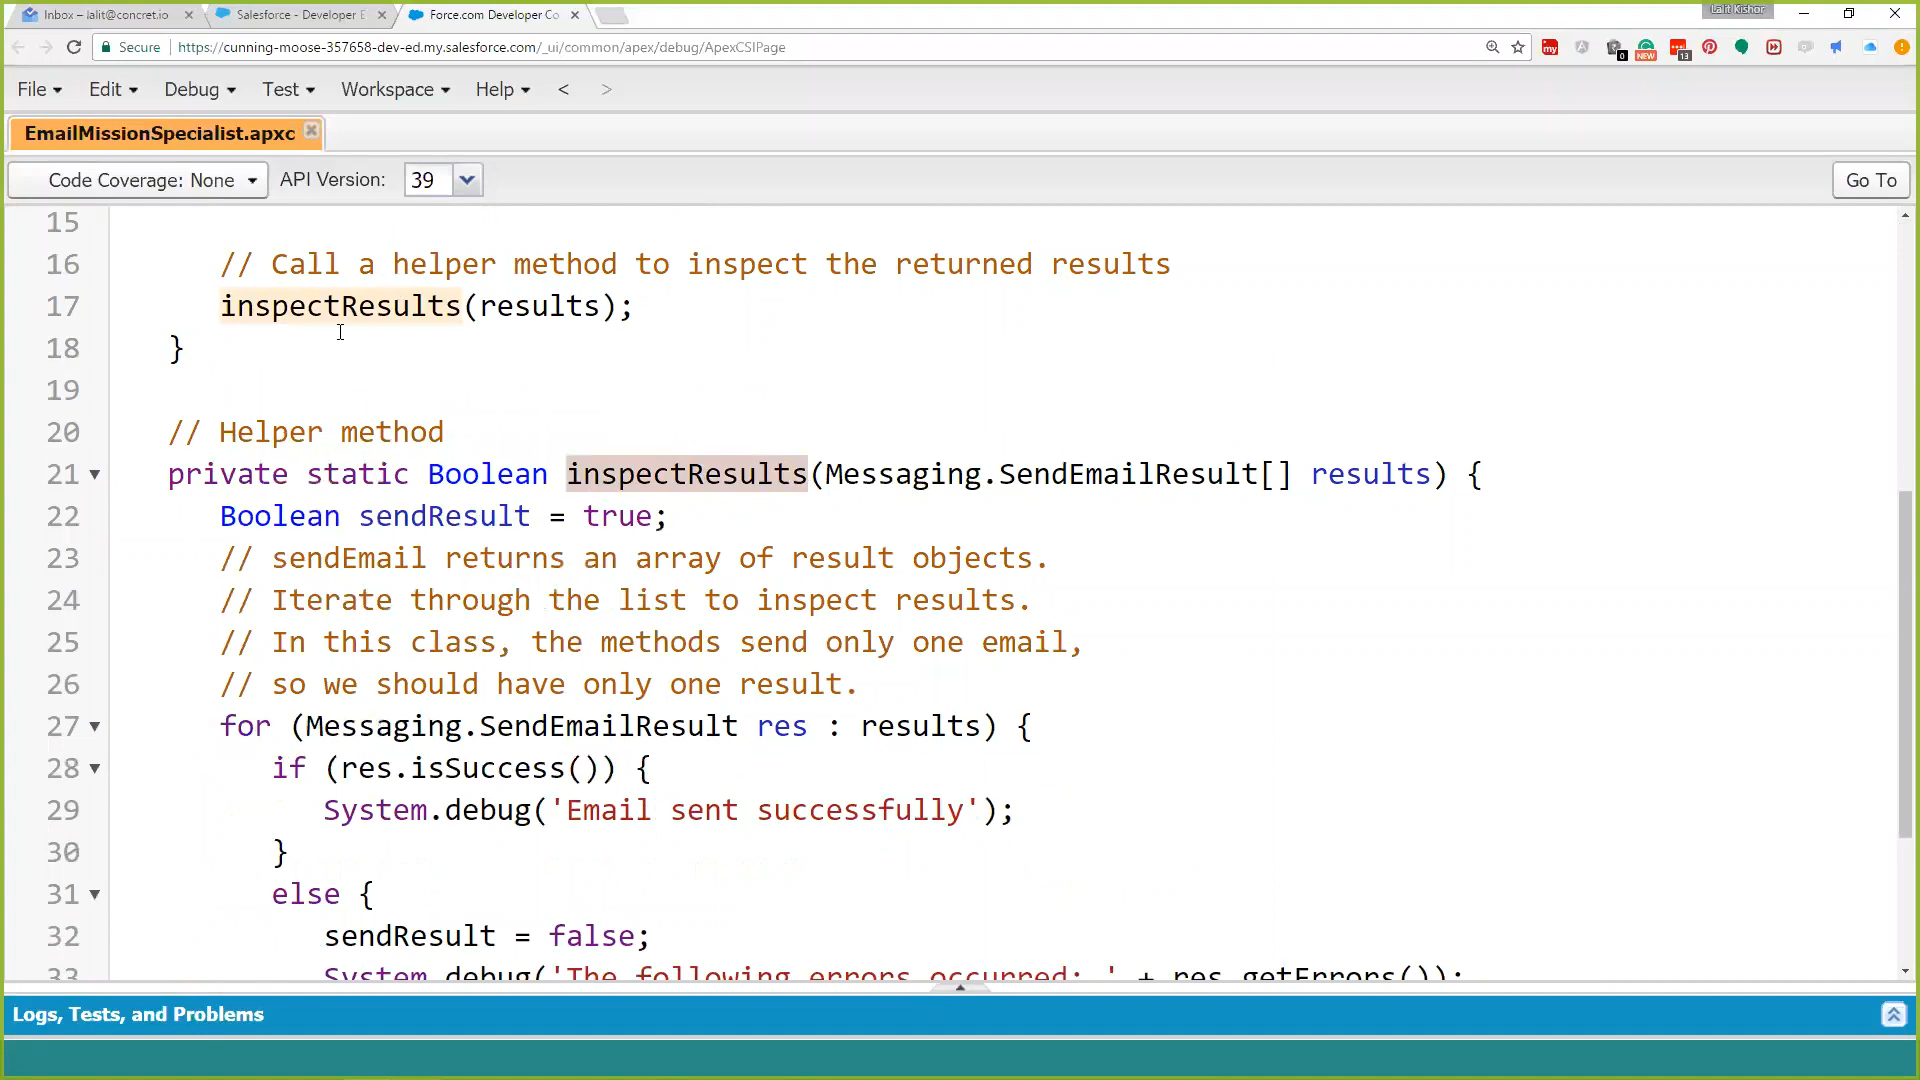 Inbox – lalit@concret.io
Salesforce - Developer E
Force.com Developer Co
Lalit Kishor
Secure
https://cunning-moose-357658-dev-ed.my.salesforce.com/_ui/common/apex/debug/ApexCSIPage
my
0
NEW
13
File
Edit
Debug
Test
Workspace
Help
<
>
EmailMissionSpecialist.apxc
Code Coverage: None
API Version:
39
Go To
15
16 // Call a helper method to inspect the returned results
17 inspectResults(results);
18 }
19
20 // Helper method
21 private static Boolean inspectResults(Messaging.SendEmailResult[] results) {
22 Boolean sendResult = true;
23 // sendEmail returns an array of result objects.
24 // Iterate through the list to inspect results.
25 // In this class, the methods send only one email,
26 // so we should have only one result.
27 for (Messaging.SendEmailResult res : results) {
28 if (res.isSuccess()) {
29 System.debug('Email sent successfully');
30 }
31 else {
32 sendResult = false;
33 System.debug('The following errors occurred: ' + res.getErrors());
Logs, Tests, and Problems